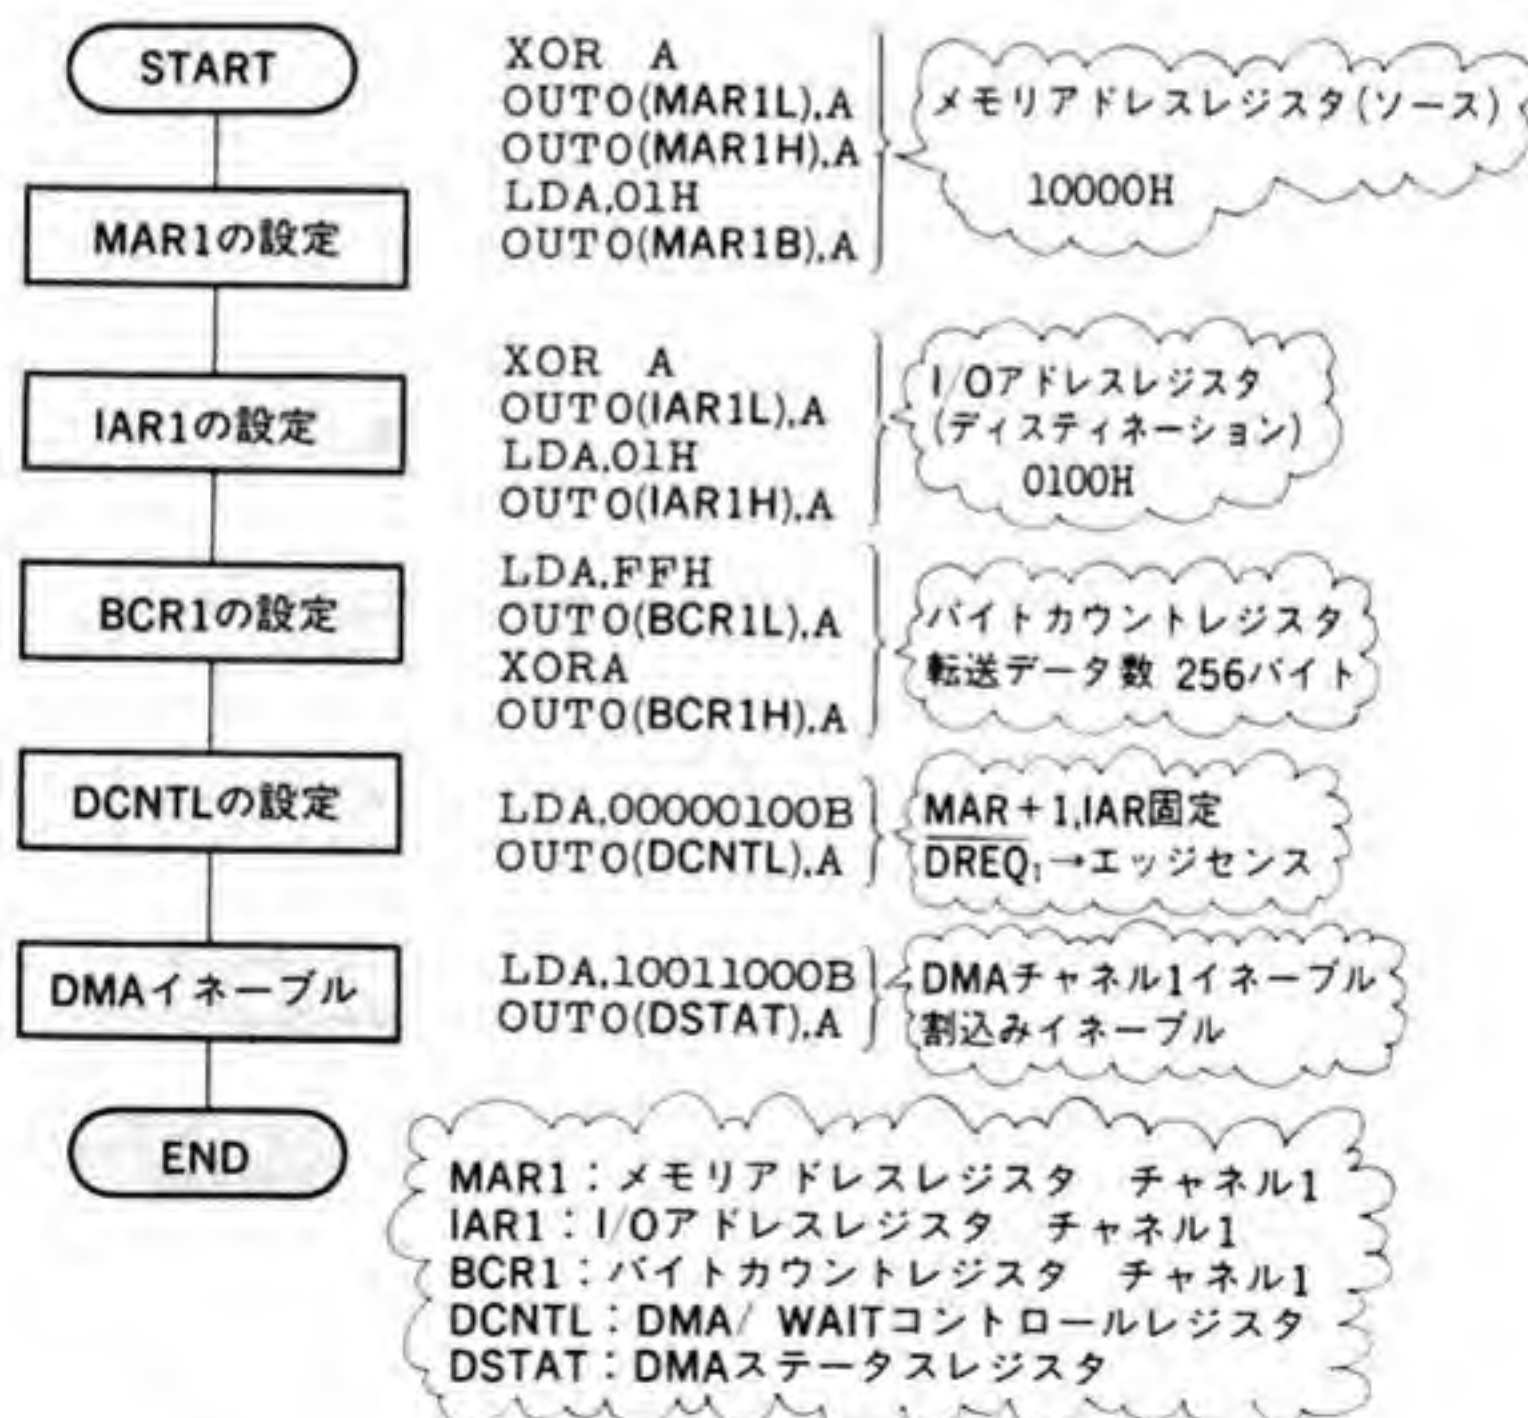 START
MAR1の設定
IAR1の設定
BCR1の設定
DCNTLの設定
DMAイネーブル
END
XOR A
OUT0(MAR1L),A
OUT0(MAR1H),A
LDA,01H
OUT0(MAR1B),A
メモリアドレスレジスタ(ソース)
10000H
XOR A
OUT0(IAR1L),A
LDA,01H
OUT0(IAR1H),A
I/Oアドレスレジスタ
(ディスティネーション)
0100H
LDA,FFH
OUT0(BCR1L),A
XORA
OUT0(BCR1H),A
バイトカウントレジスタ
転送データ数 256バイト
LDA,00000100B
OUT0(DCNTL),A
MAR+1,IAR固定
DREQ₁→エッジセンス
LDA,10011000B
OUT0(DSTAT),A
DMAチャネル1イネーブル
割込みイネーブル
MAR1:メモリアドレスレジスタ チャネル1
IAR1:I/Oアドレスレジスタ チャネル1
BCR1:バイトカウントレジスタ チャネル1
DCNTL:DMA/ WAITコントロールレジスタ
DSTAT:DMAステータスレジスタ